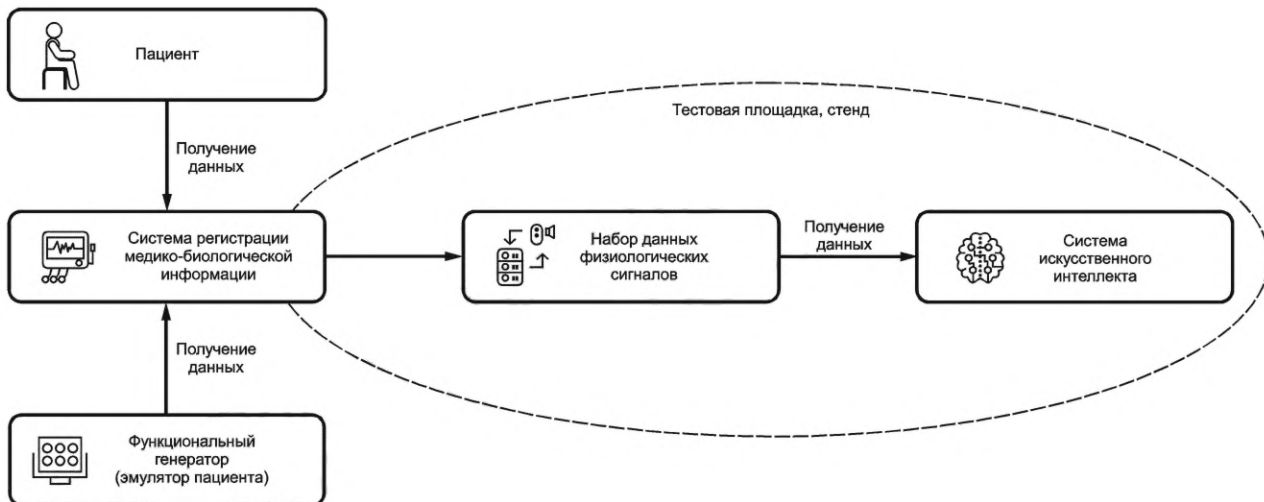 Пациент
Тестовая площадка, стенд
Получение
данных
Система регистрации
медико-биологической
информации
Набор данных
физиологических
сигналов
Получение
данных
Система
искусственного
интеллекта
Получение
данных
Функциональный
генератор
(эмулятор пациента)